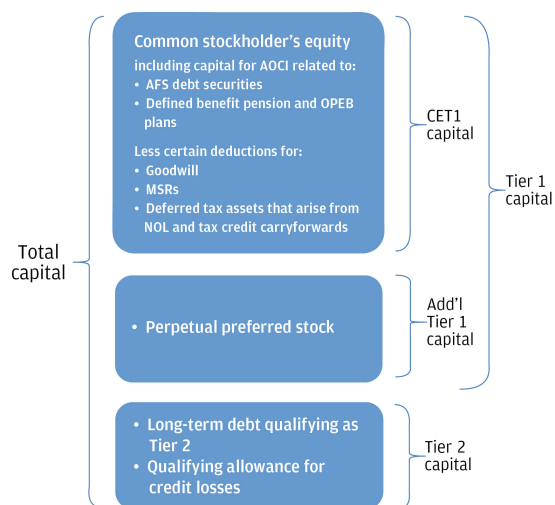 Common stockholder's equity
including capital for AOCI related to:
• AFS debt securities
• Defined benefit pension and OPEB
plans
Less certain deductions for:
• Goodwill
• MSRs
• Deferred tax assets that arise from
NOL and tax credit carryforwards
CET1
capital
Tier 1
capital
Total
capital
• Perpetual preferred stock
Add'l
Tier 1
capital
• Long-term debt qualifying as
Tier 2
• Qualifying allowance for
credit losses
Tier 2
capital